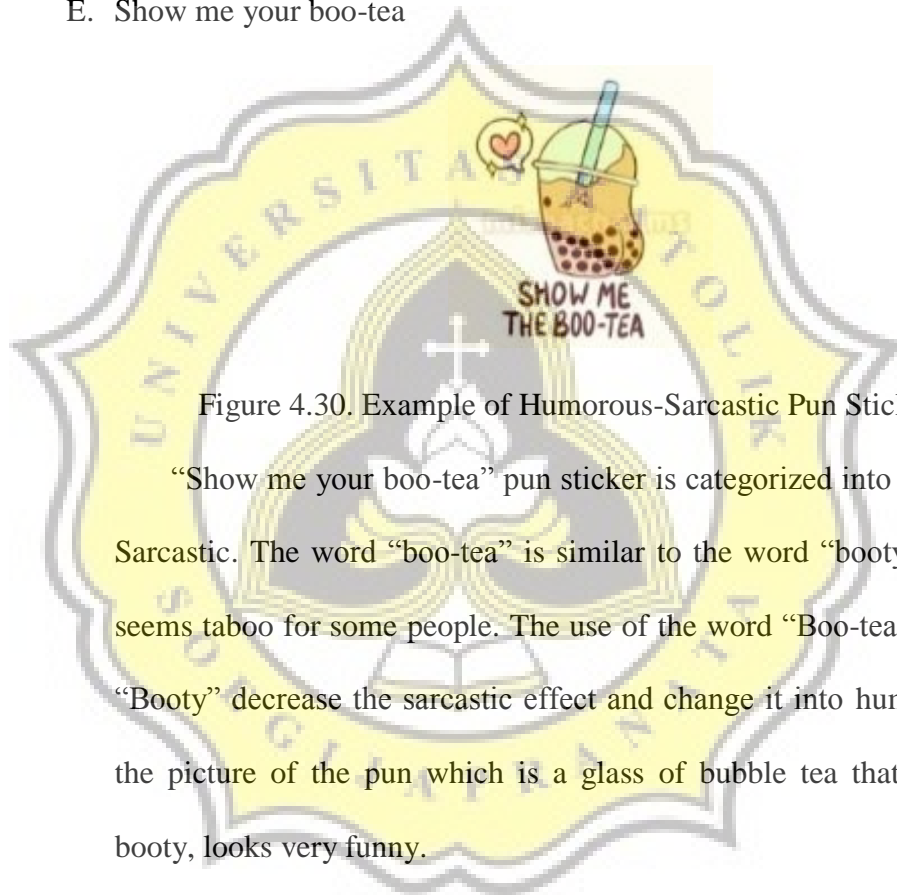 E. Show me your boo-tea
SHOW ME
THE BOO-TEA
Figure 4.30. Example of Humorous-Sarcastic Pun
“Show me your boo-tea” pun sticker is categorized into
Sarcastic. The word “boo-tea” is similar to the word “booty
seems taboo for some people. The use of the word “Boo-tea
“Booty” decrease the sarcastic effect and change it into
the picture of the pun which is a glass of bubble tea that
booty, looks very funny.
UNIVERSITAS KATOLIK
SOEGIJAPRANATA